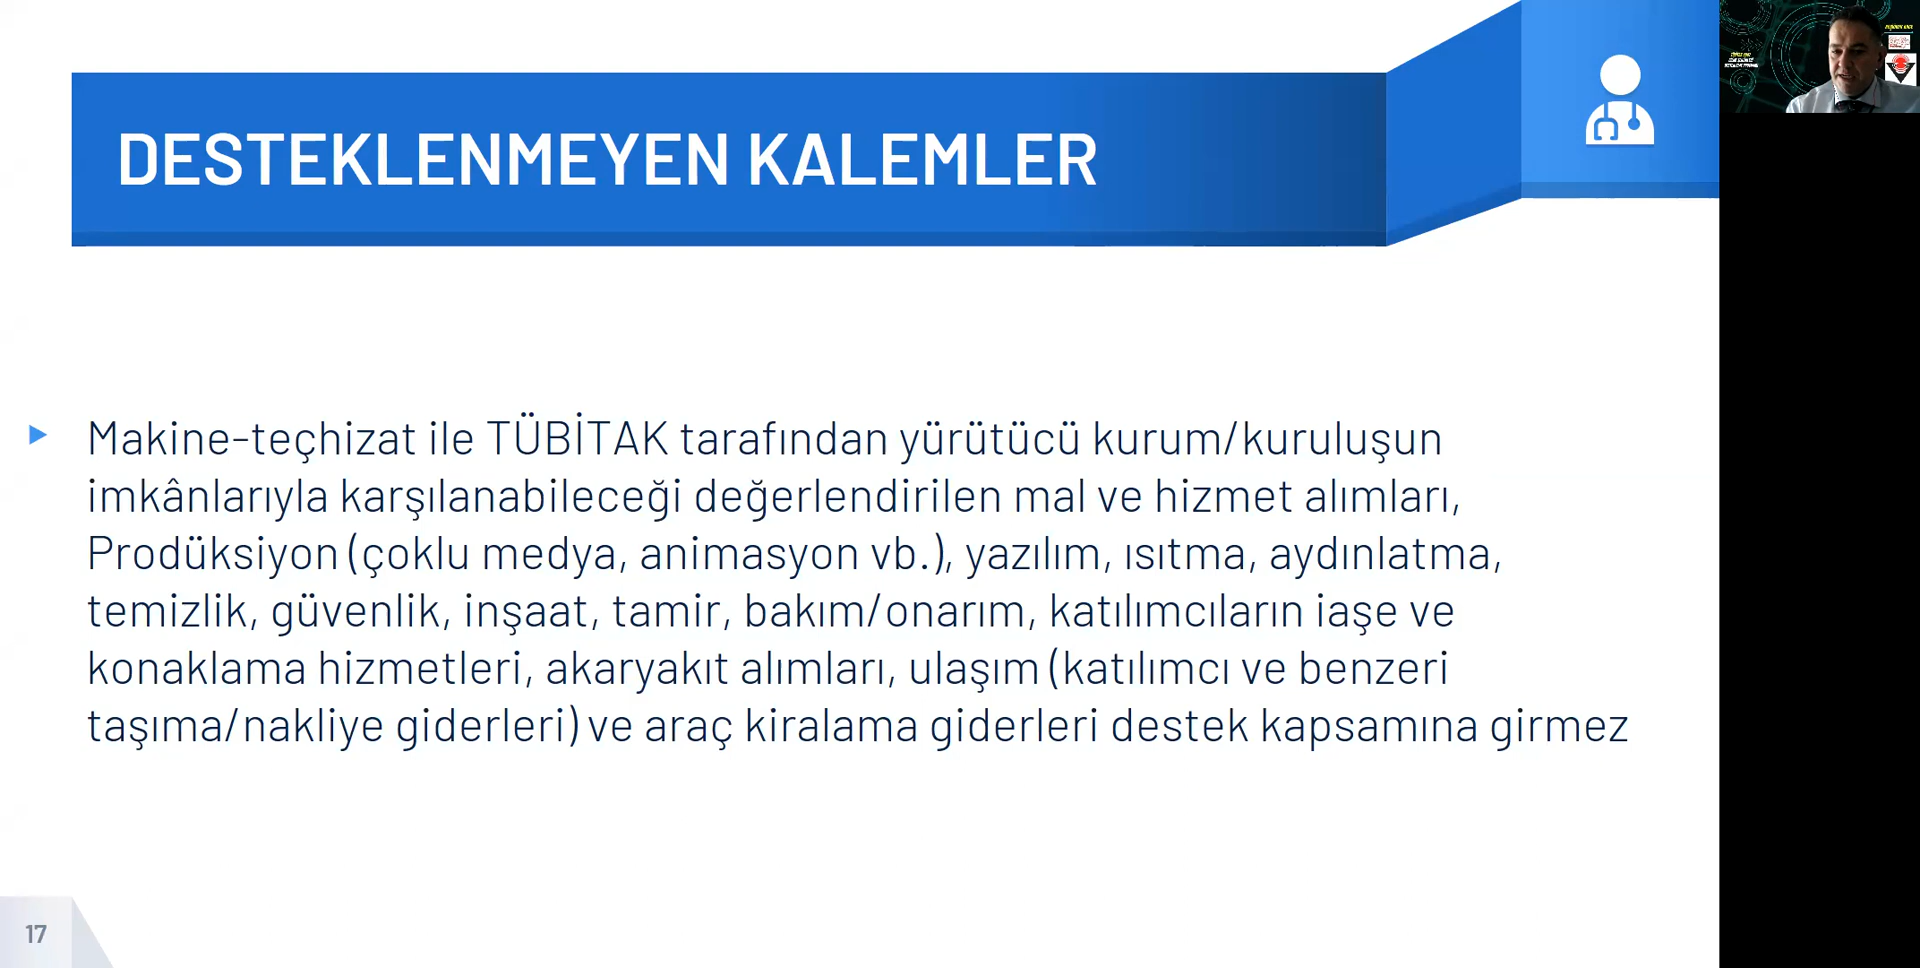 DESTEKLENMEYEN KALEMLER
Makine-teçhizat ile TÜBİTAK tarafından yürütücü kurum/kuruluşun
imkânlarıyla karşılanabileceği değerlendirilen mal ve hizmet alımları,
Prodüksiyon (çoklu medya, animasyon vb.), yazılım, ısıtma, aydınlatma,
temizlik, güvenlik, inşaat, tamir, bakım/onarım, katılımcıların iaşe ve
konaklama hizmetleri, akaryakıt alımları, ulaşım (katılımcı ve benzeri
taşıma/nakliye giderleri) ve araç kiralama giderleri destek kapsamına girmez
17